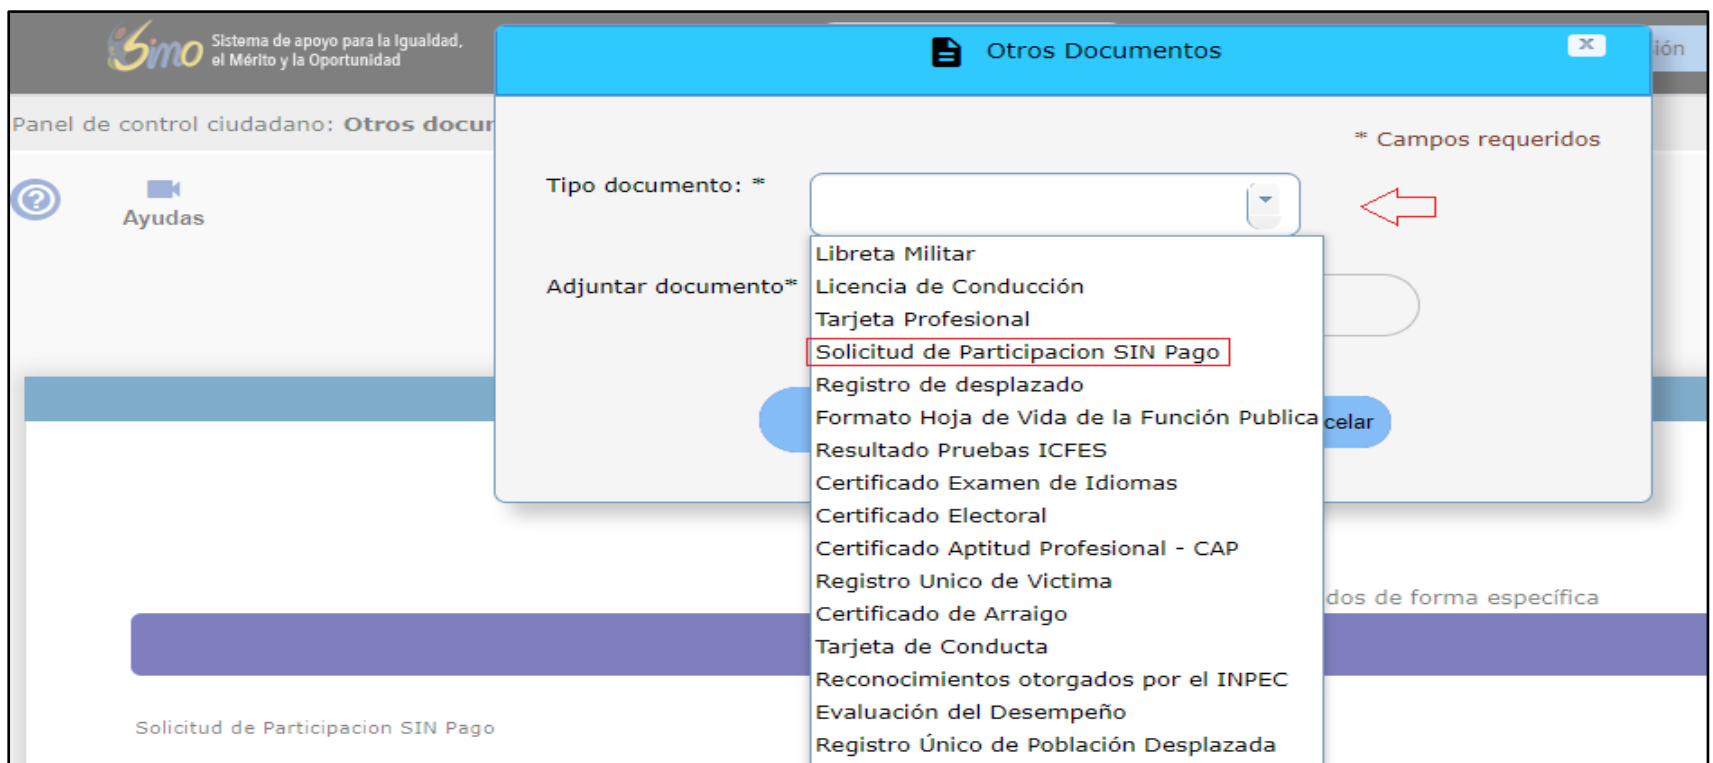 Simo
Sistema de apoyo para la Igualdad,
el Mérito y la Oportunidad
Otros Documentos
x
ión
Panel de control ciudadano: Otros docur
* Campos requeridos
Tipo documento: *
Ayudas
Adjuntar documento*
Libreta Militar
Licencia de Conducción
Tarjeta Profesional
Solicitud de Participacion SIN Pago
Registro de desplazado
Formato Hoja de Vida de la Función Publica
celar
Resultado Pruebas ICFES
Certificado Examen de Idiomas
Certificado Electoral
Certificado Aptitud Profesional - CAP
Registro Unico de Victima
dos de forma específica
Certificado de Arraigo
Tarjeta de Conducta
Reconocimientos otorgados por el INPEC
Evaluación del Desempeño
Registro Único de Población Desplazada
Solicitud de Participacion SIN Pago